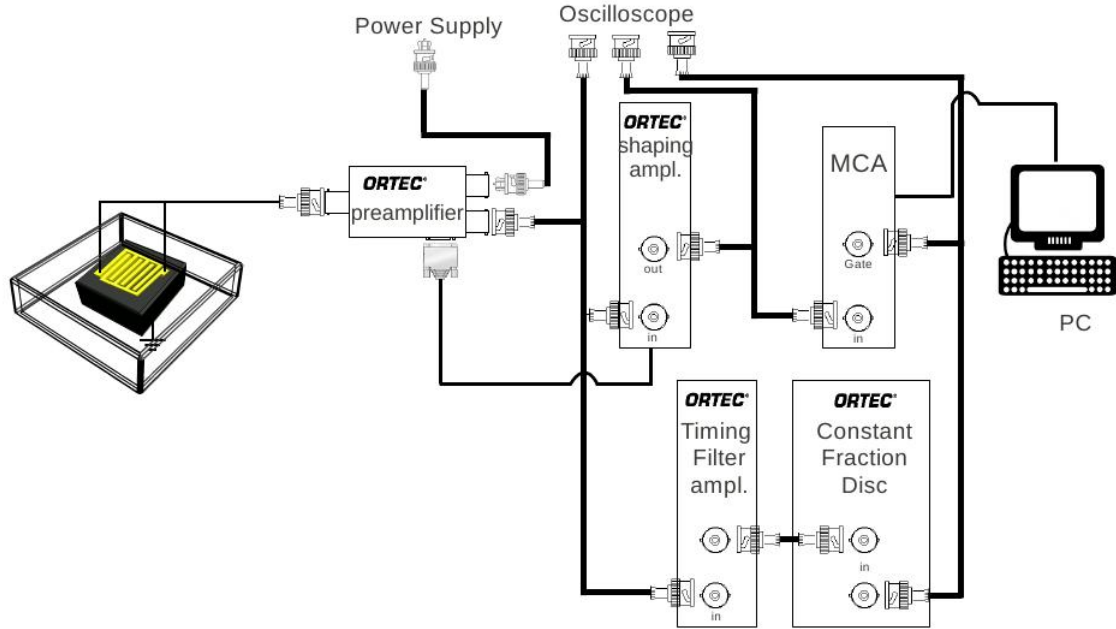 Power Supply
Oscilloscope
ORTEC®
preamplifier
ORTEC®
shaping
ampl.
out
in
MCA
Gate
in
PC
ORTEC®
Timing
Filter
ampl.
in
ORTEC®
Constant
Fraction
Disc
in